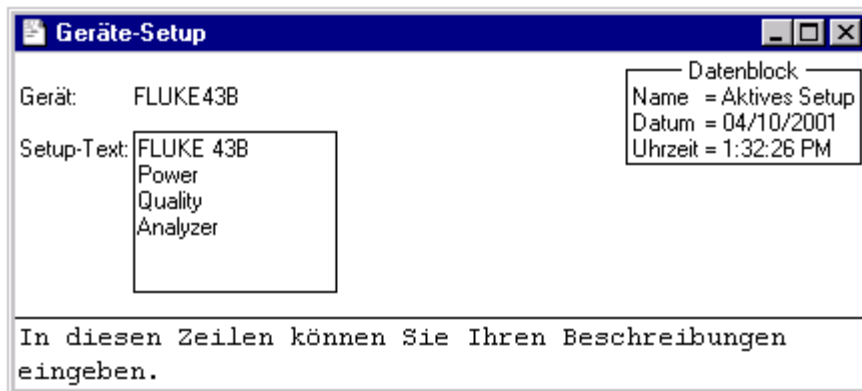 Geräte-Setup
Gerät: FLUKE43B
Datenblock
Name = Aktives Setup
Datum = 04/10/2001
Uhrzeit = 1:32:26 PM
Setup-Text: FLUKE 43B
Power
Quality
Analyzer
In diesen Zeilen können Sie Ihren Beschreibungen
eingeben.